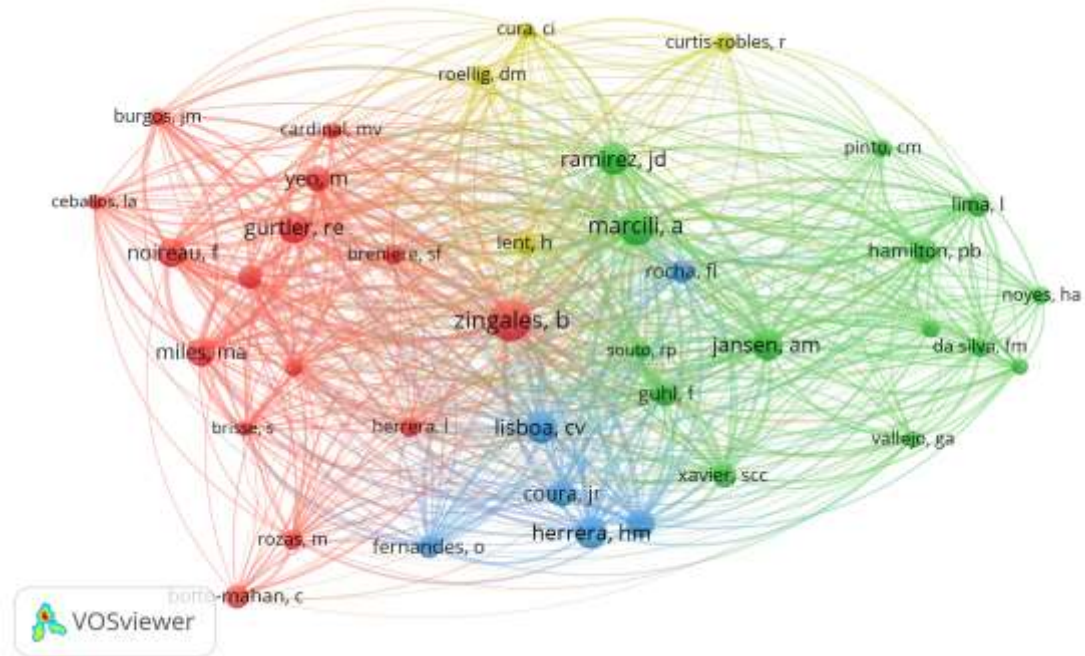 cura, ci
curtis-robles, r
roellig, dm
burgos, jm
cardinal, mv
pinto, cm
ramirez, jd
yeo, m
ceballos, la
lima, l
gurtler, re
marcili, a
noireau, f
breniere, sf
lent, h
hamilton, pb
rocha, fl
noyes, ha
zingales, b
miles, ma
souto, rp
jansen, am
da silva, fm
guhl, f
brisse, s
herrera, l
lisboa, cv
vallejo, ga
xavier, scc
coura, jr
rozas, m
fernandes, o
herrera, hm
botto-mahan, c
VOSviewer